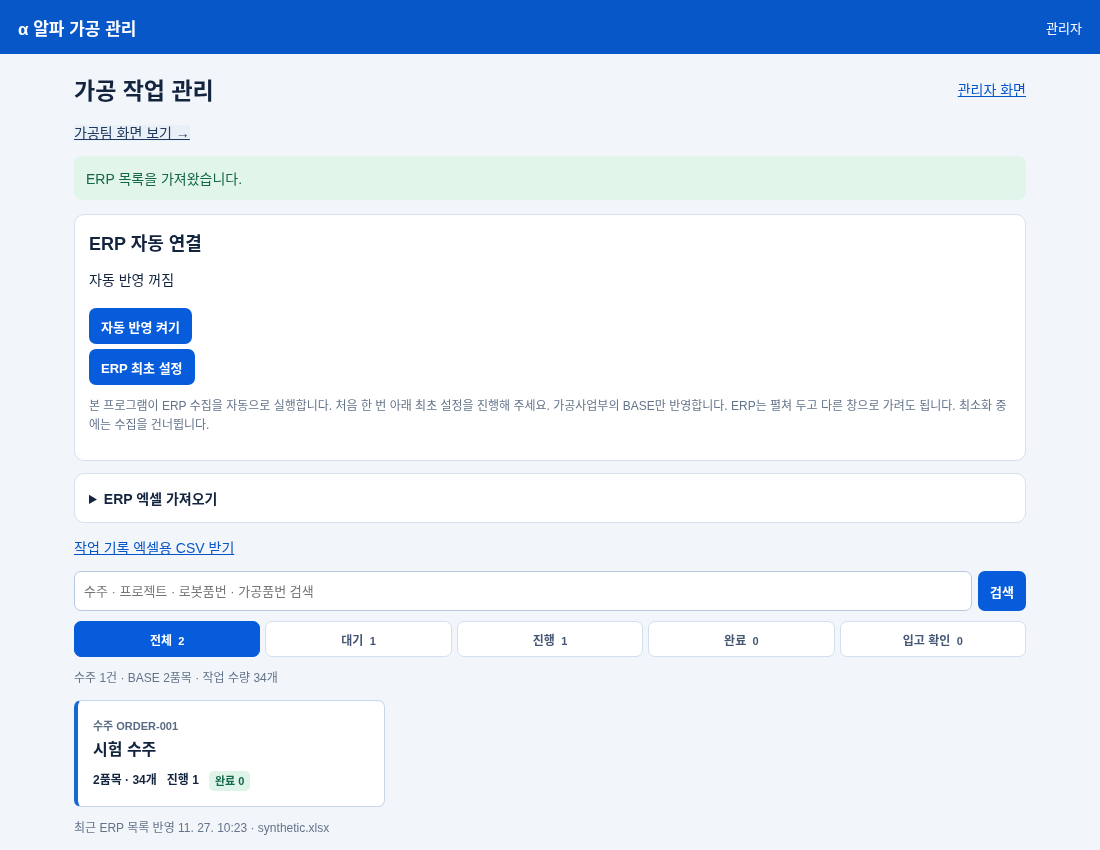 α 알파 가공 관리
관리자
가공 작업 관리
관리자 화면
가공팀 화면 보기 →
ERP 목록을 가져왔습니다.
ERP 자동 연결
자동 반영 꺼짐
자동 반영 켜기
ERP 최초 설정
본 프로그램이 ERP 수집을 자동으로 실행합니다. 처음 한 번 아래 최초 설정을 진행해 주세요. 가공사업부의 BASE만 반영합니다. ERP는 펼쳐 두고 다른 창으로 가려도 됩니다. 최소화 중
에는 수집을 건너뜁니다.
▶ ERP 엑셀 가져오기
작업 기록 엑셀용 CSV 받기
수주 · 프로젝트 · 로봇품번 · 가공품번 검색
검색
전체 2
대기 1
진행 1
완료 0
입고 확인 0
수주 1건 · BASE 2품목 · 작업 수량 34개
수주 ORDER-001
시험 수주
2품목 · 34개 진행 1 완료 0
최근 ERP 목록 반영 11. 27. 10:23 · synthetic.xlsx